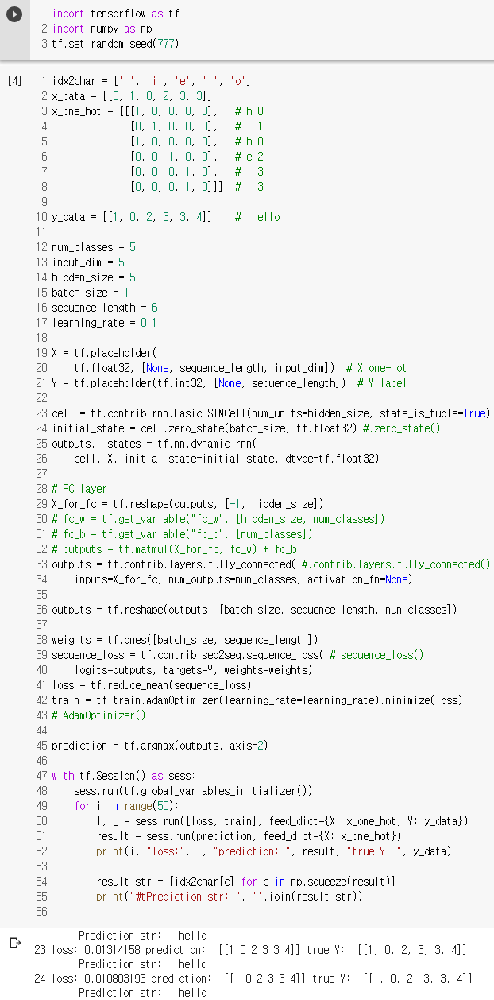 1 import tensorflow as tf
2 import numpy as np
3 tf.set_random_seed(777)
[4] 1 idx2char = ['h', 'i', 'e', 'l', 'o']
2 x_data = [[0, 1, 0, 2, 3, 3]]
3 x_one_hot = [[[1, 0, 0, 0, 0],   # h 0
4               [0, 1, 0, 0, 0],   # i 1
5               [1, 0, 0, 0, 0],   # h 0
6               [0, 0, 1, 0, 0],   # e 2
7               [0, 0, 0, 1, 0],   # l 3
8               [0, 0, 0, 1, 0]]]  # l 3
9
10 y_data = [[1, 0, 2, 3, 3, 4]]    # ihello
11
12 num_classes = 5
13 input_dim = 5
14 hidden_size = 5
15 batch_size = 1
16 sequence_length = 6
17 learning_rate = 0.1
18
19 X = tf.placeholder(
20     tf.float32, [None, sequence_length, input_dim])  # X one-hot
21 Y = tf.placeholder(tf.int32, [None, sequence_length])  # Y label
22
23 cell = tf.contrib.rnn.BasicLSTMCell(num_units=hidden_size, state_is_tuple=True)
24 initial_state = cell.zero_state(batch_size, tf.float32) #.zero_state()
25 outputs, _states = tf.nn.dynamic_rnn(
26     cell, X, initial_state=initial_state, dtype=tf.float32)
27
28 # FC layer
29 X_for_fc = tf.reshape(outputs, [-1, hidden_size])
30 # fc_w = tf.get_variable("fc_w", [hidden_size, num_classes])
31 # fc_b = tf.get_variable("fc_b", [num_classes])
32 # outputs = tf.matmul(X_for_fc, fc_w) + fc_b
33 outputs = tf.contrib.layers.fully_connected( #.contrib.layers.fully_connected()
34     inputs=X_for_fc, num_outputs=num_classes, activation_fn=None)
35
36 outputs = tf.reshape(outputs, [batch_size, sequence_length, num_classes])
37
38 weights = tf.ones([batch_size, sequence_length])
39 sequence_loss = tf.contrib.seq2seq.sequence_loss( #.sequence_loss()
40     logits=outputs, targets=Y, weights=weights)
41 loss = tf.reduce_mean(sequence_loss)
42 train = tf.train.AdamOptimizer(learning_rate=learning_rate).minimize(loss)
43 #.AdamOptimizer()
44
45 prediction = tf.argmax(outputs, axis=2)
46
47 with tf.Session() as sess:
48     sess.run(tf.global_variables_initializer())
49     for i in range(50):
50         l, _ = sess.run([loss, train], feed_dict={X: x_one_hot, Y: y_data})
51         result = sess.run(prediction, feed_dict={X: x_one_hot})
52         print(i, "loss:", l, "prediction: ", result, "true Y: ", y_data)
53
54         result_str = [idx2char[c] for c in np.squeeze(result)]
55         print("₩tPrediction str: ", ''.join(result_str))
56
Prediction str:  ihello
23 loss: 0.01314158 prediction:  [[1 0 2 3 3 4]] true Y:  [[1, 0, 2, 3, 3, 4]]
Prediction str:  ihello
24 loss: 0.010803193 prediction:  [[1 0 2 3 3 4]] true Y:  [[1, 0, 2, 3, 3, 4]]
Prediction str:  ihello